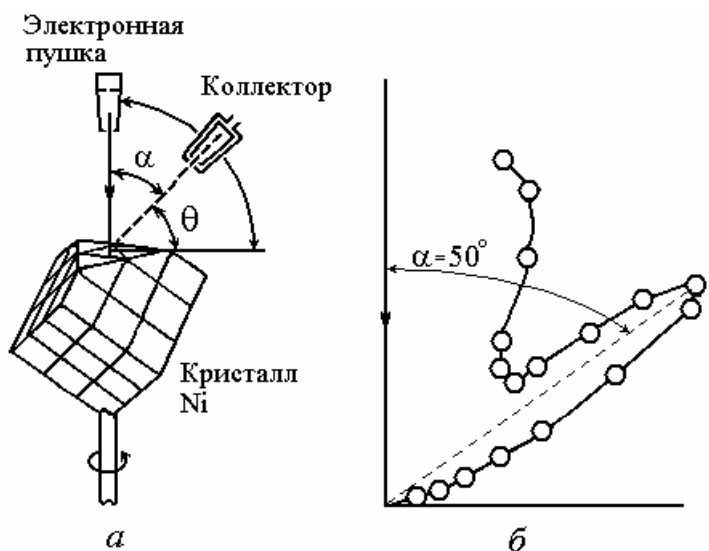 Электронная
пушка
Коллектор
α
θ
α=50°
Кристалл
Ni
а
б